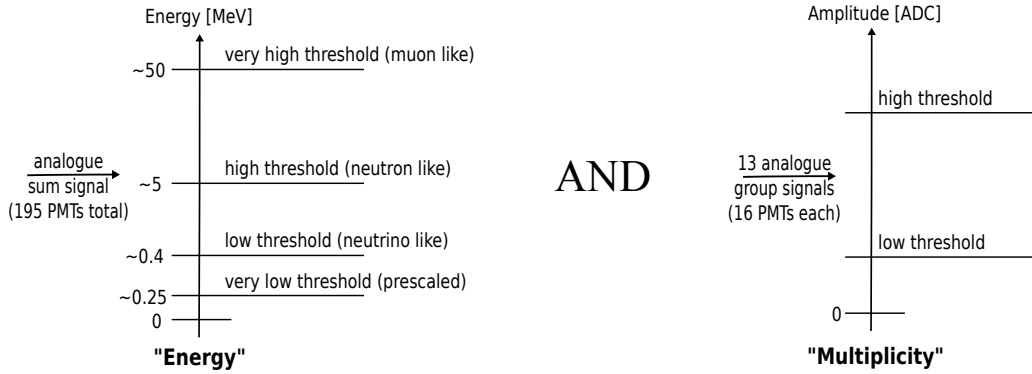 Energy [MeV]
very high threshold (muon like)
~50
analogue
sum signal
(195 PMTs total)
high threshold (neutron like)
~5
low threshold (neutrino like)
~0.4
very low threshold (prescaled)
~0.25
0
"Energy"
AND
Amplitude [ADC]
high threshold
13 analogue
group signals
(16 PMTs each)
low threshold
0
"Multiplicity"